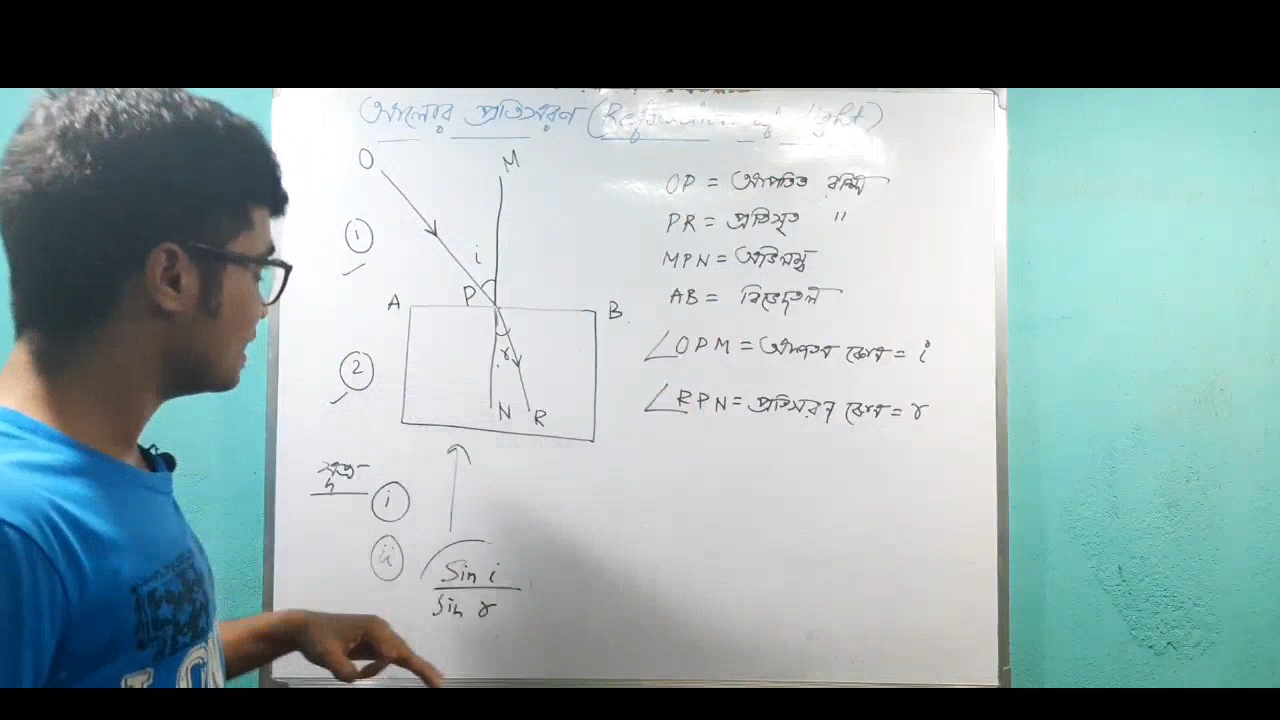 আলোর প্রতিসরণ (Refraction of Light)
O
M
OP = আপতিত রশ্মি
PR = প্রতিসৃত "
1
MPN = অভিলম্ব
i
P
A
B
AB = বিভেদতল
∠OPM = আপতন কোণ = i
2
r
∠RPN = প্রতিসরণ কোণ = r
N
R
সূত্র
i
ii
Sin i
Sin r